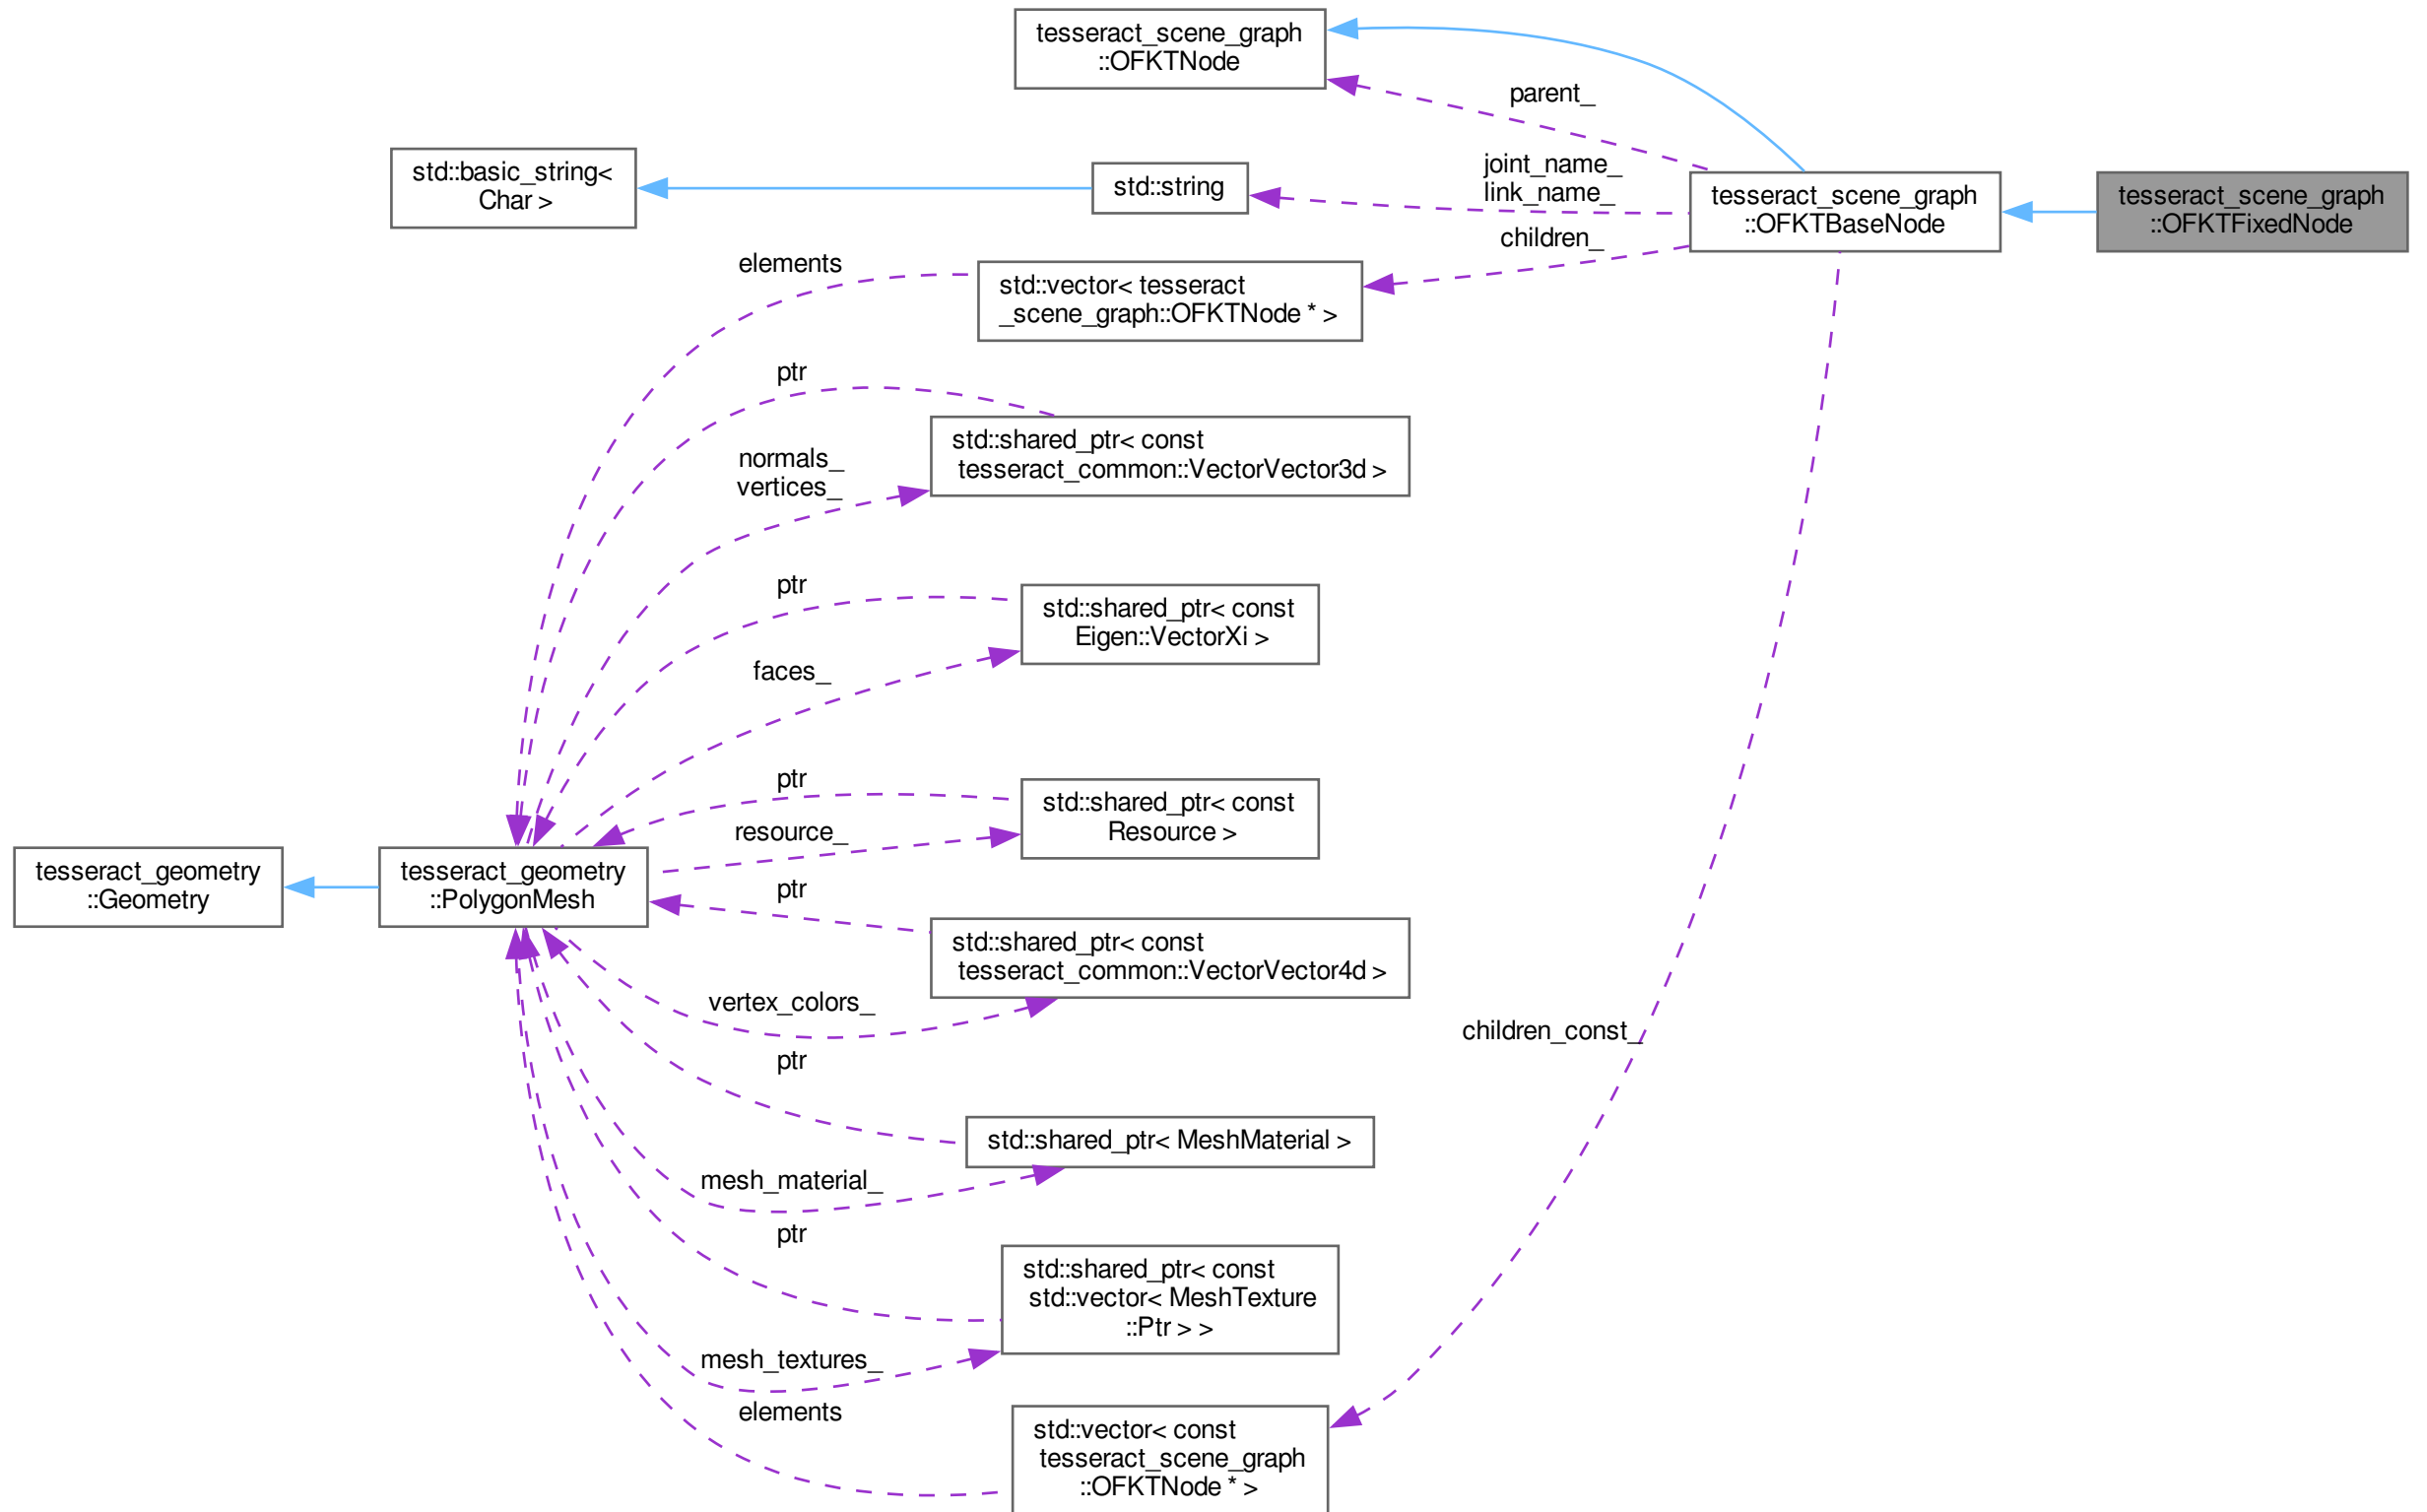 tesseract_scene_graph
::OFKTNode
parent_
std::basic_string<
Char >
std::string
joint_name_
link_name_
tesseract_scene_graph
::OFKTBaseNode
tesseract_scene_graph
::OFKTFixedNode
children_
elements
std::vector< tesseract
_scene_graph::OFKTNode * >
ptr
std::shared_ptr< const
tesseract_common::VectorVector3d >
normals_
vertices_
ptr
std::shared_ptr< const
Eigen::VectorXi >
faces_
ptr
std::shared_ptr< const
Resource >
resource_
tesseract_geometry
::Geometry
tesseract_geometry
::PolygonMesh
ptr
std::shared_ptr< const
tesseract_common::VectorVector4d >
vertex_colors_
children_const_
ptr
std::shared_ptr< MeshMaterial >
mesh_material_
ptr
std::shared_ptr< const
std::vector< MeshTexture
::Ptr > >
mesh_textures_
elements
std::vector< const
tesseract_scene_graph
::OFKTNode * >